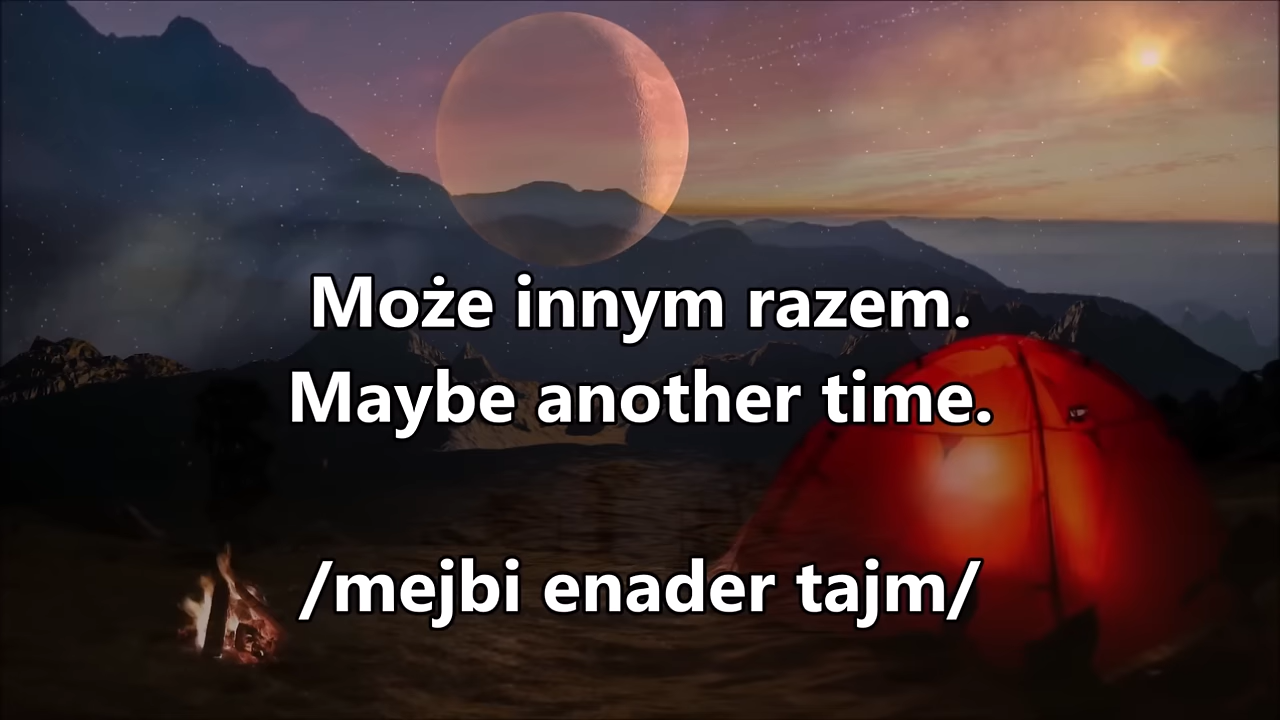 Może innym razem.
Maybe another time.
/mejbi enader tajm/